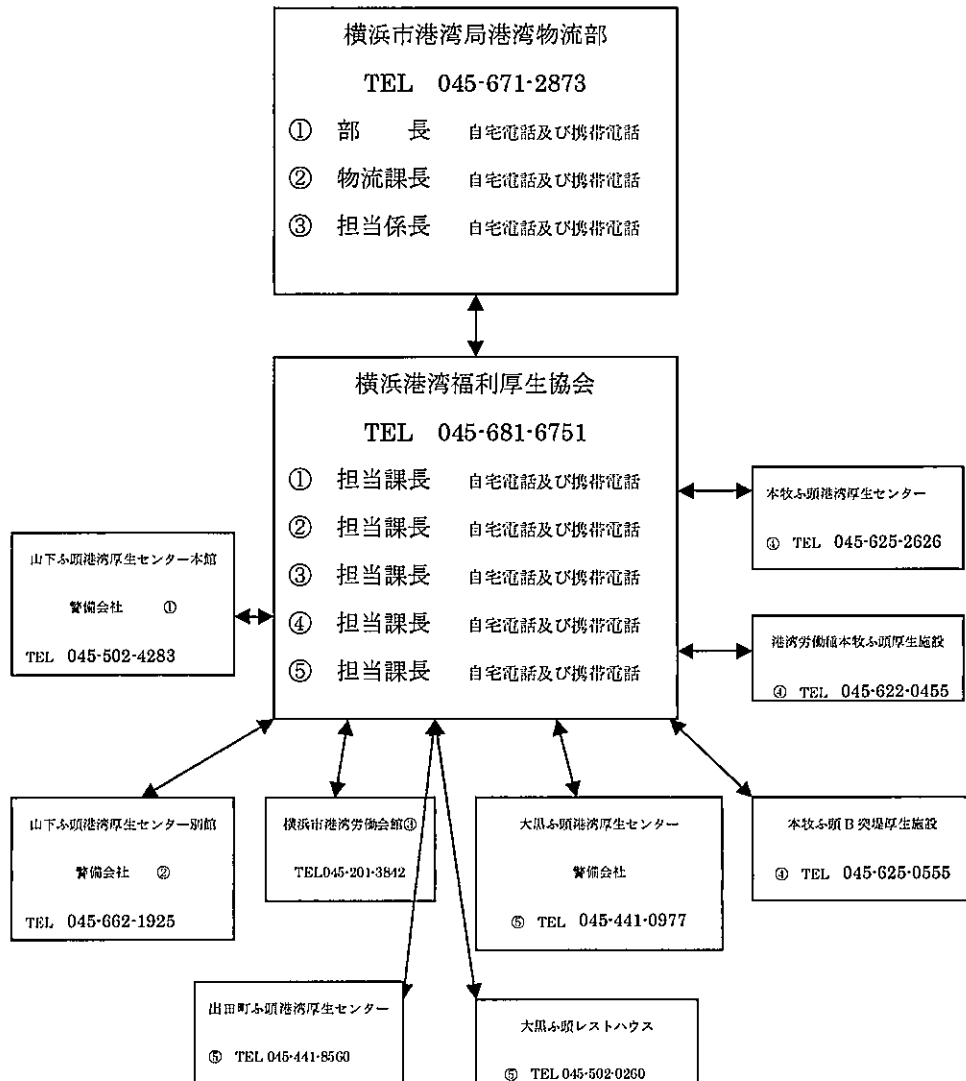 横浜市港湾局港湾物流部
TEL 045-671-2873
① 部 長 自宅電話及び携帯電話
② 物流課長 自宅電話及び携帯電話
③ 担当係長 自宅電話及び携帯電話
横浜港湾福利厚生協会
TEL 045-681-6751
① 担当課長 自宅電話及び携帯電話
② 担当課長 自宅電話及び携帯電話
③ 担当課長 自宅電話及び携帯電話
④ 担当課長 自宅電話及び携帯電話
⑤ 担当課長 自宅電話及び携帯電話
本牧ふ頭港湾厚生センター
④ TEL 045-625-2626
山下ふ頭港湾厚生センター本館
警備会社 ①
TEL 045-502-4283
港湾労働本牧ふ頭厚生施設
④ TEL 045-622-0455
山下ふ頭港湾厚生センター別館
警備会社 ②
TEL 045-662-1925
横浜市港湾労働会館③
TEL045-201-3842
大黒ふ頭港湾厚生センター
警備会社
⑤ TEL 045-441-0977
本牧ふ頭B突堤厚生施設
④ TEL 045-625-0555
出田町ふ頭港湾厚生センター
⑤ TEL 045-441-8560
大黒ふ頭レストハウス
⑤ TEL 045-502-0260